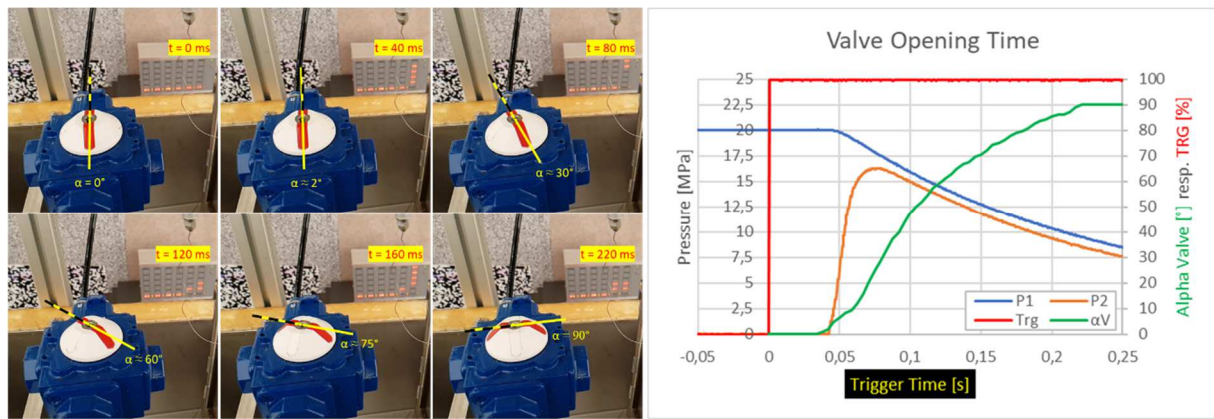 t = 0 ms
α = 0°
t = 40 ms
α ≈ 2°
t = 80 ms
α ≈ 30°
t = 120 ms
α ≈ 60°
t = 160 ms
α ≈ 75°
t = 220 ms
α = 90°
Valve Opening Time
Pressure [MPa]
25
22,5
20
17,5
15
12,5
10
7,5
5
2,5
0
100
90
80
70
60
50
40
30
20
10
0
Alpha Valve [°] resp. TRG [%]
P1 P2
Trg αV
-0,05 0 0,05 0,1 0,15 0,2 0,25
Trigger Time [s]